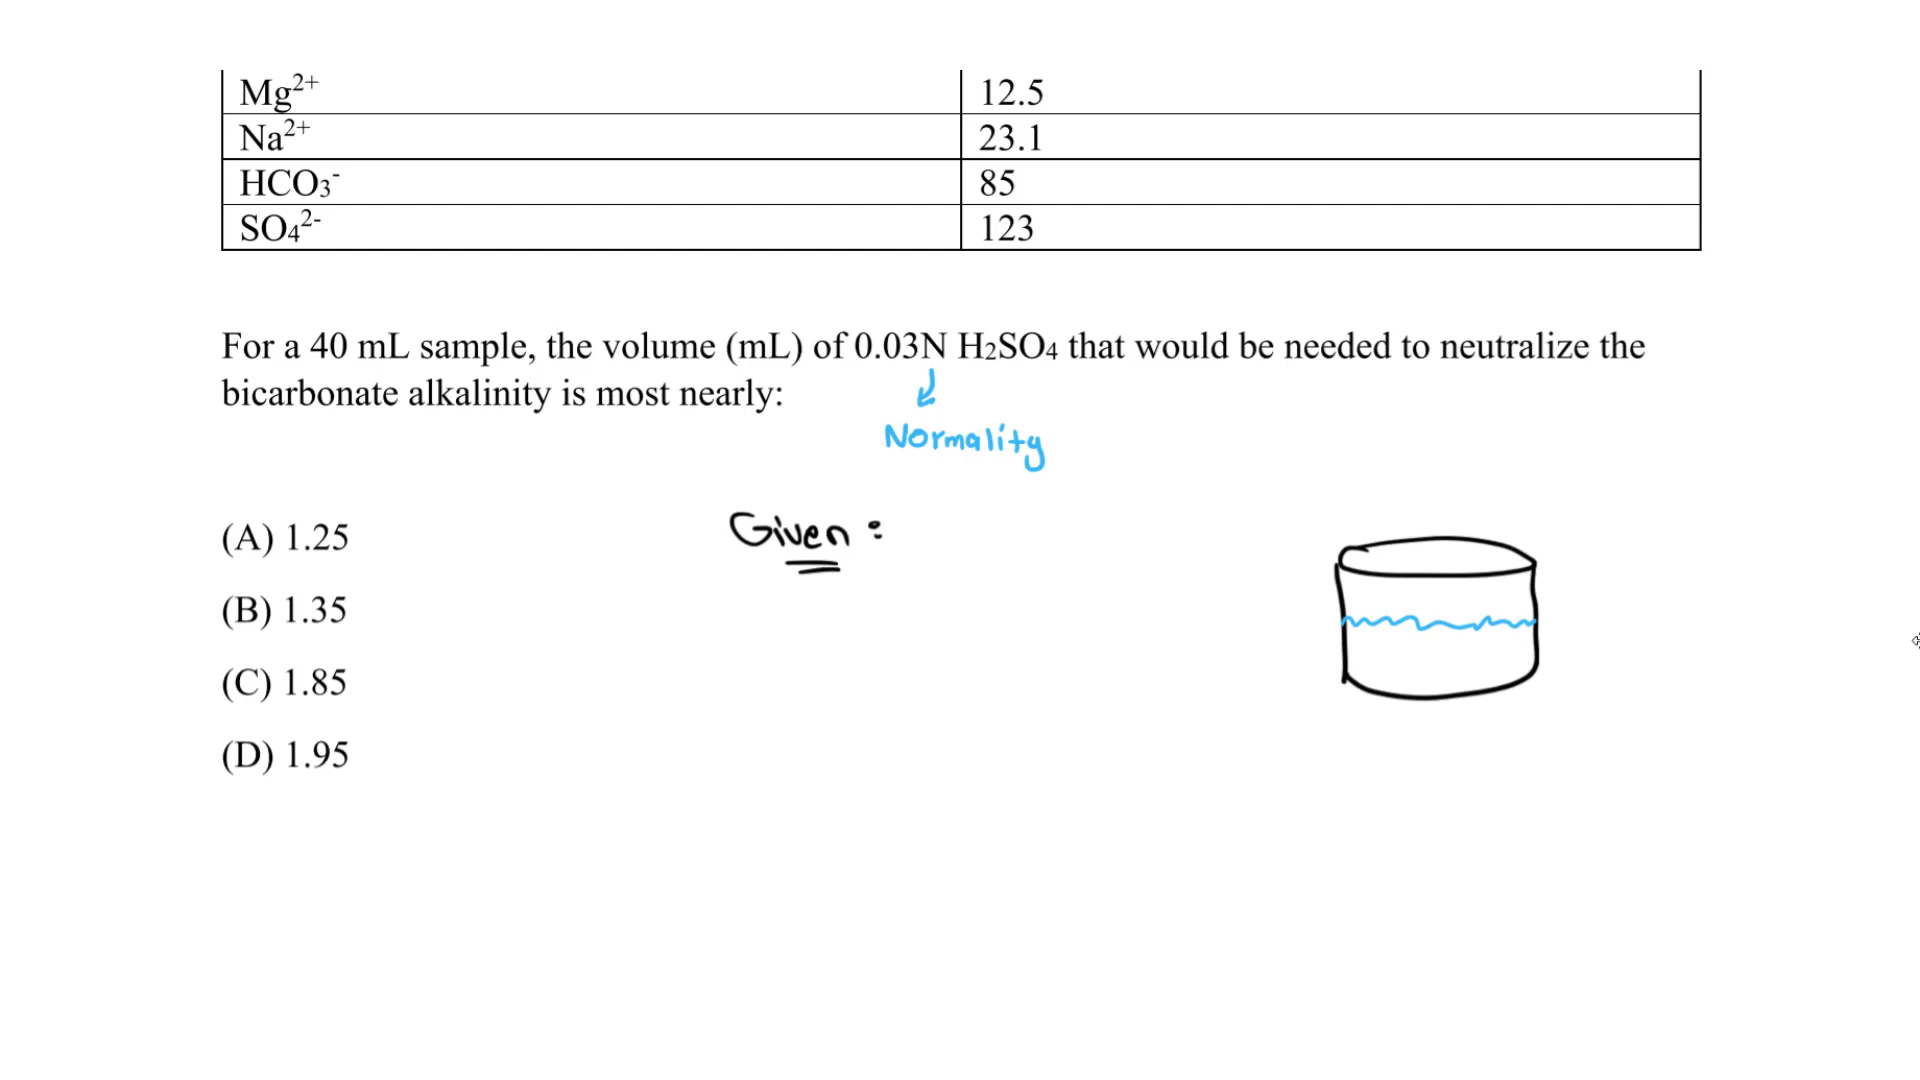 Mg²⁺ 12.5
Na²⁺ 23.1
HCO₃⁻ 85
SO₄²⁻ 123
For a 40 mL sample, the volume (mL) of 0.03N H₂SO₄ that would be needed to neutralize the
bicarbonate alkalinity is most nearly:
Normality
Given :
(A) 1.25
(B) 1.35
(C) 1.85
(D) 1.95